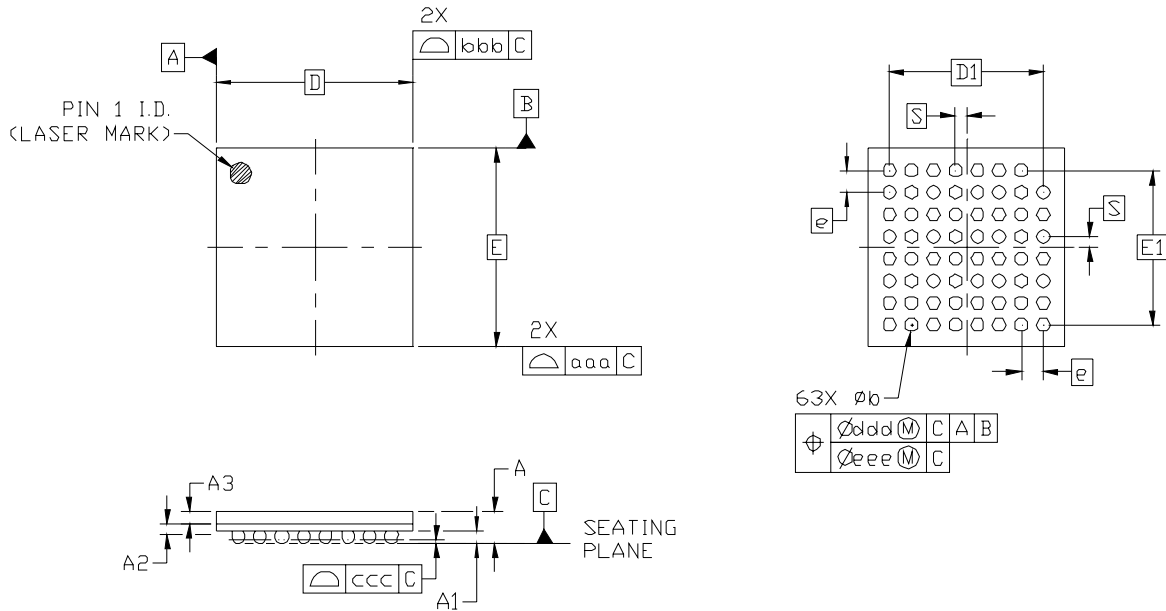 2X
⌓ bbb C
A
D
PIN 1 I.D.
(LASER MARK)
B
E
2X
⌓ aaa C
D1
S
e
S
E1
e
63X Øb
⌖ Øddd Ⓜ C A B
Øeee Ⓜ C
A3
A
C
SEATING
PLANE
A2
⌓ ccc C
A1